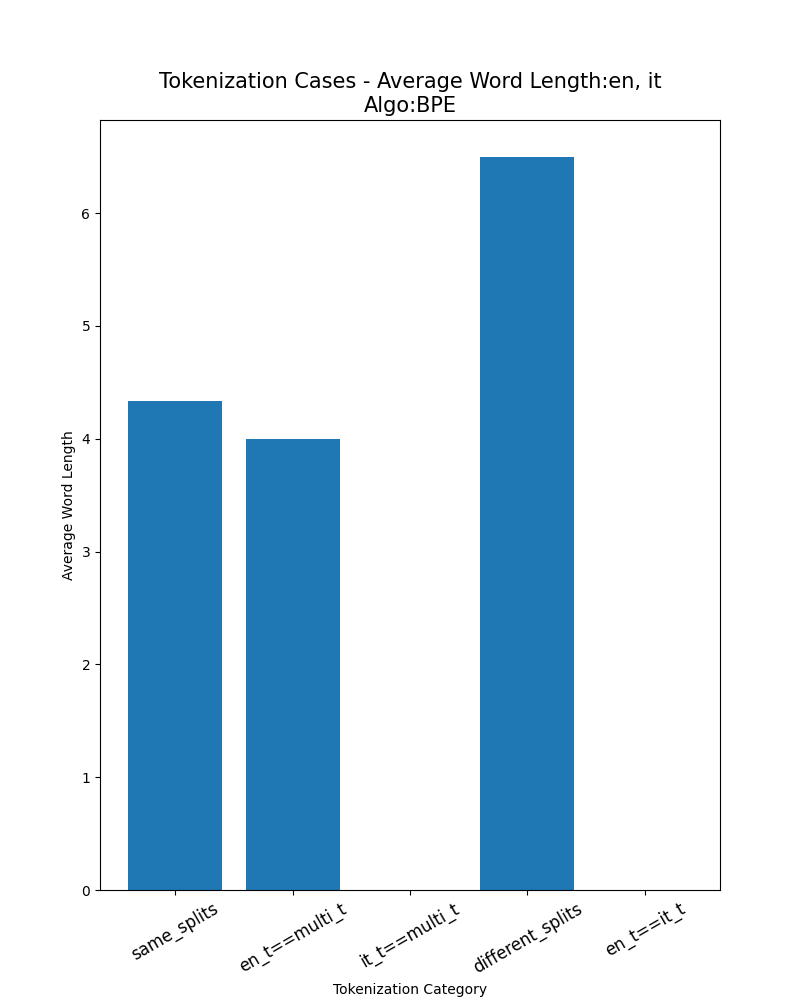 Tokenization Cases - Average Word Length:en, it
Algo:BPE
6
5
4
3
2
1
0
Average Word Length
same_splits
en_t==multi_t
it_t==multi_t
different_splits
en_t==it_t
Tokenization Category